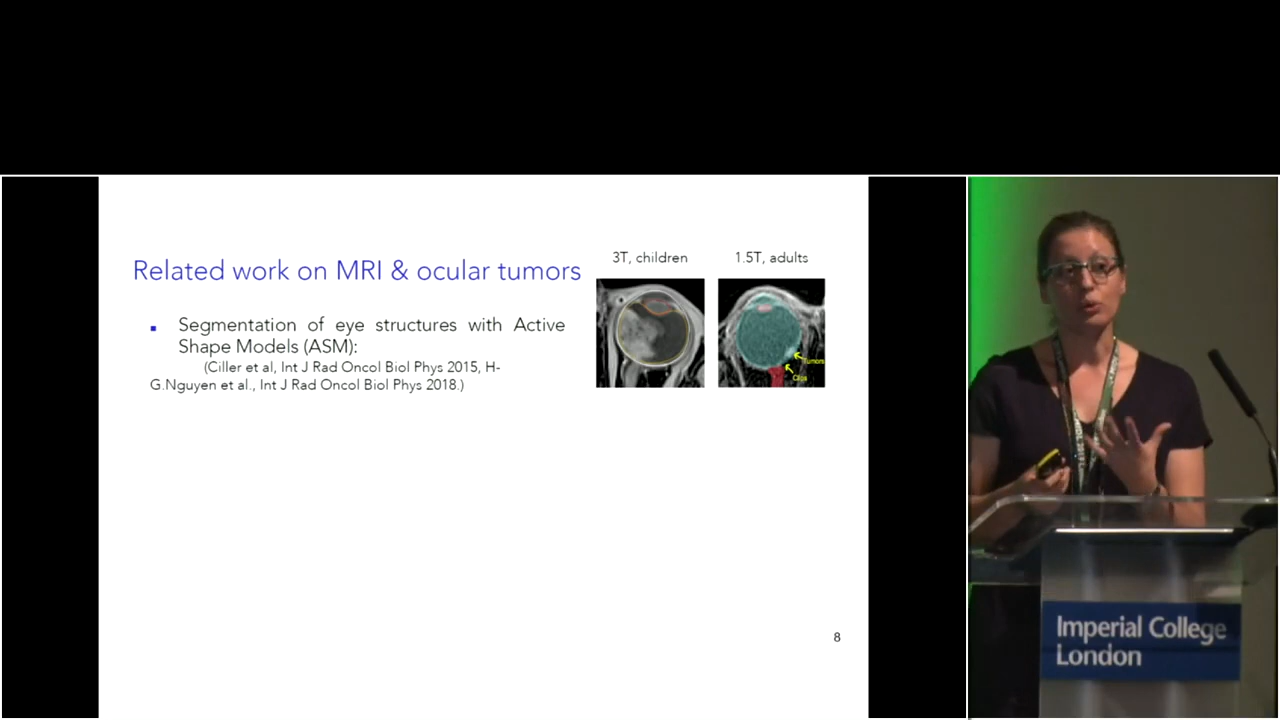 Related work on MRI & ocular tumors
3T, children
1.5T, adults
Segmentation of eye structures with Active
Shape Models (ASM):
(Ciller et al, Int J Rad Oncol Biol Phys 2015, H-
G.Nguyen et al., Int J Rad Oncol Biol Phys 2018.)
Tumors
Clips
8
Imperial College
London